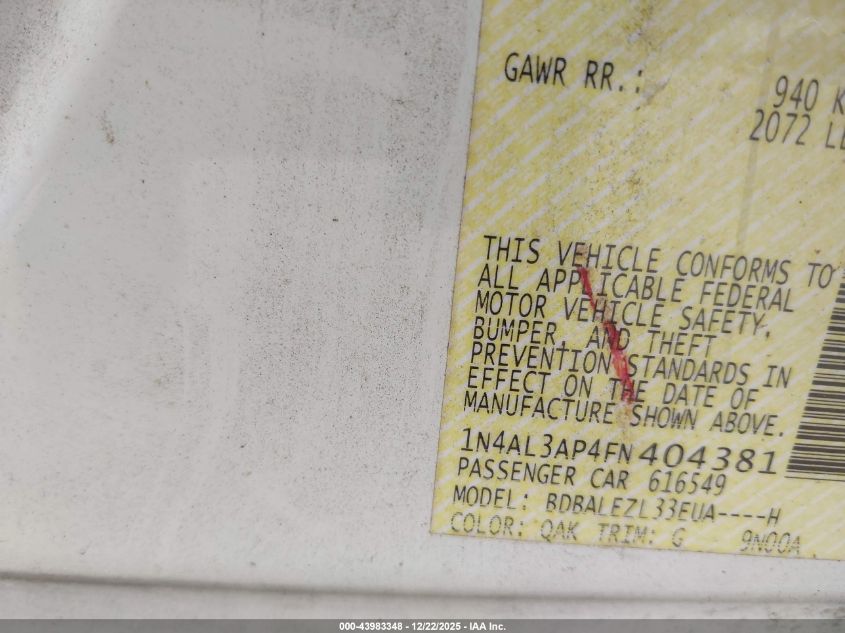 GAWR RR.:
940 K
2072 LB
THIS VEHICLE CONFORMS TO
ALL APPLICABLE FEDERAL
MOTOR VEHICLE SAFETY,
BUMPER, AND THEFT
PREVENTION STANDARDS IN
EFFECT ON THE DATE OF
MANUFACTURE SHOWN ABOVE.
1N4AL3AP4FN404381
PASSENGER CAR 616549
MODEL: BDBALEZL33EUA----H
COLOR: QAK TRIM: G 9N00A
000-43983348 - 12/22/2025 - IAA Inc.